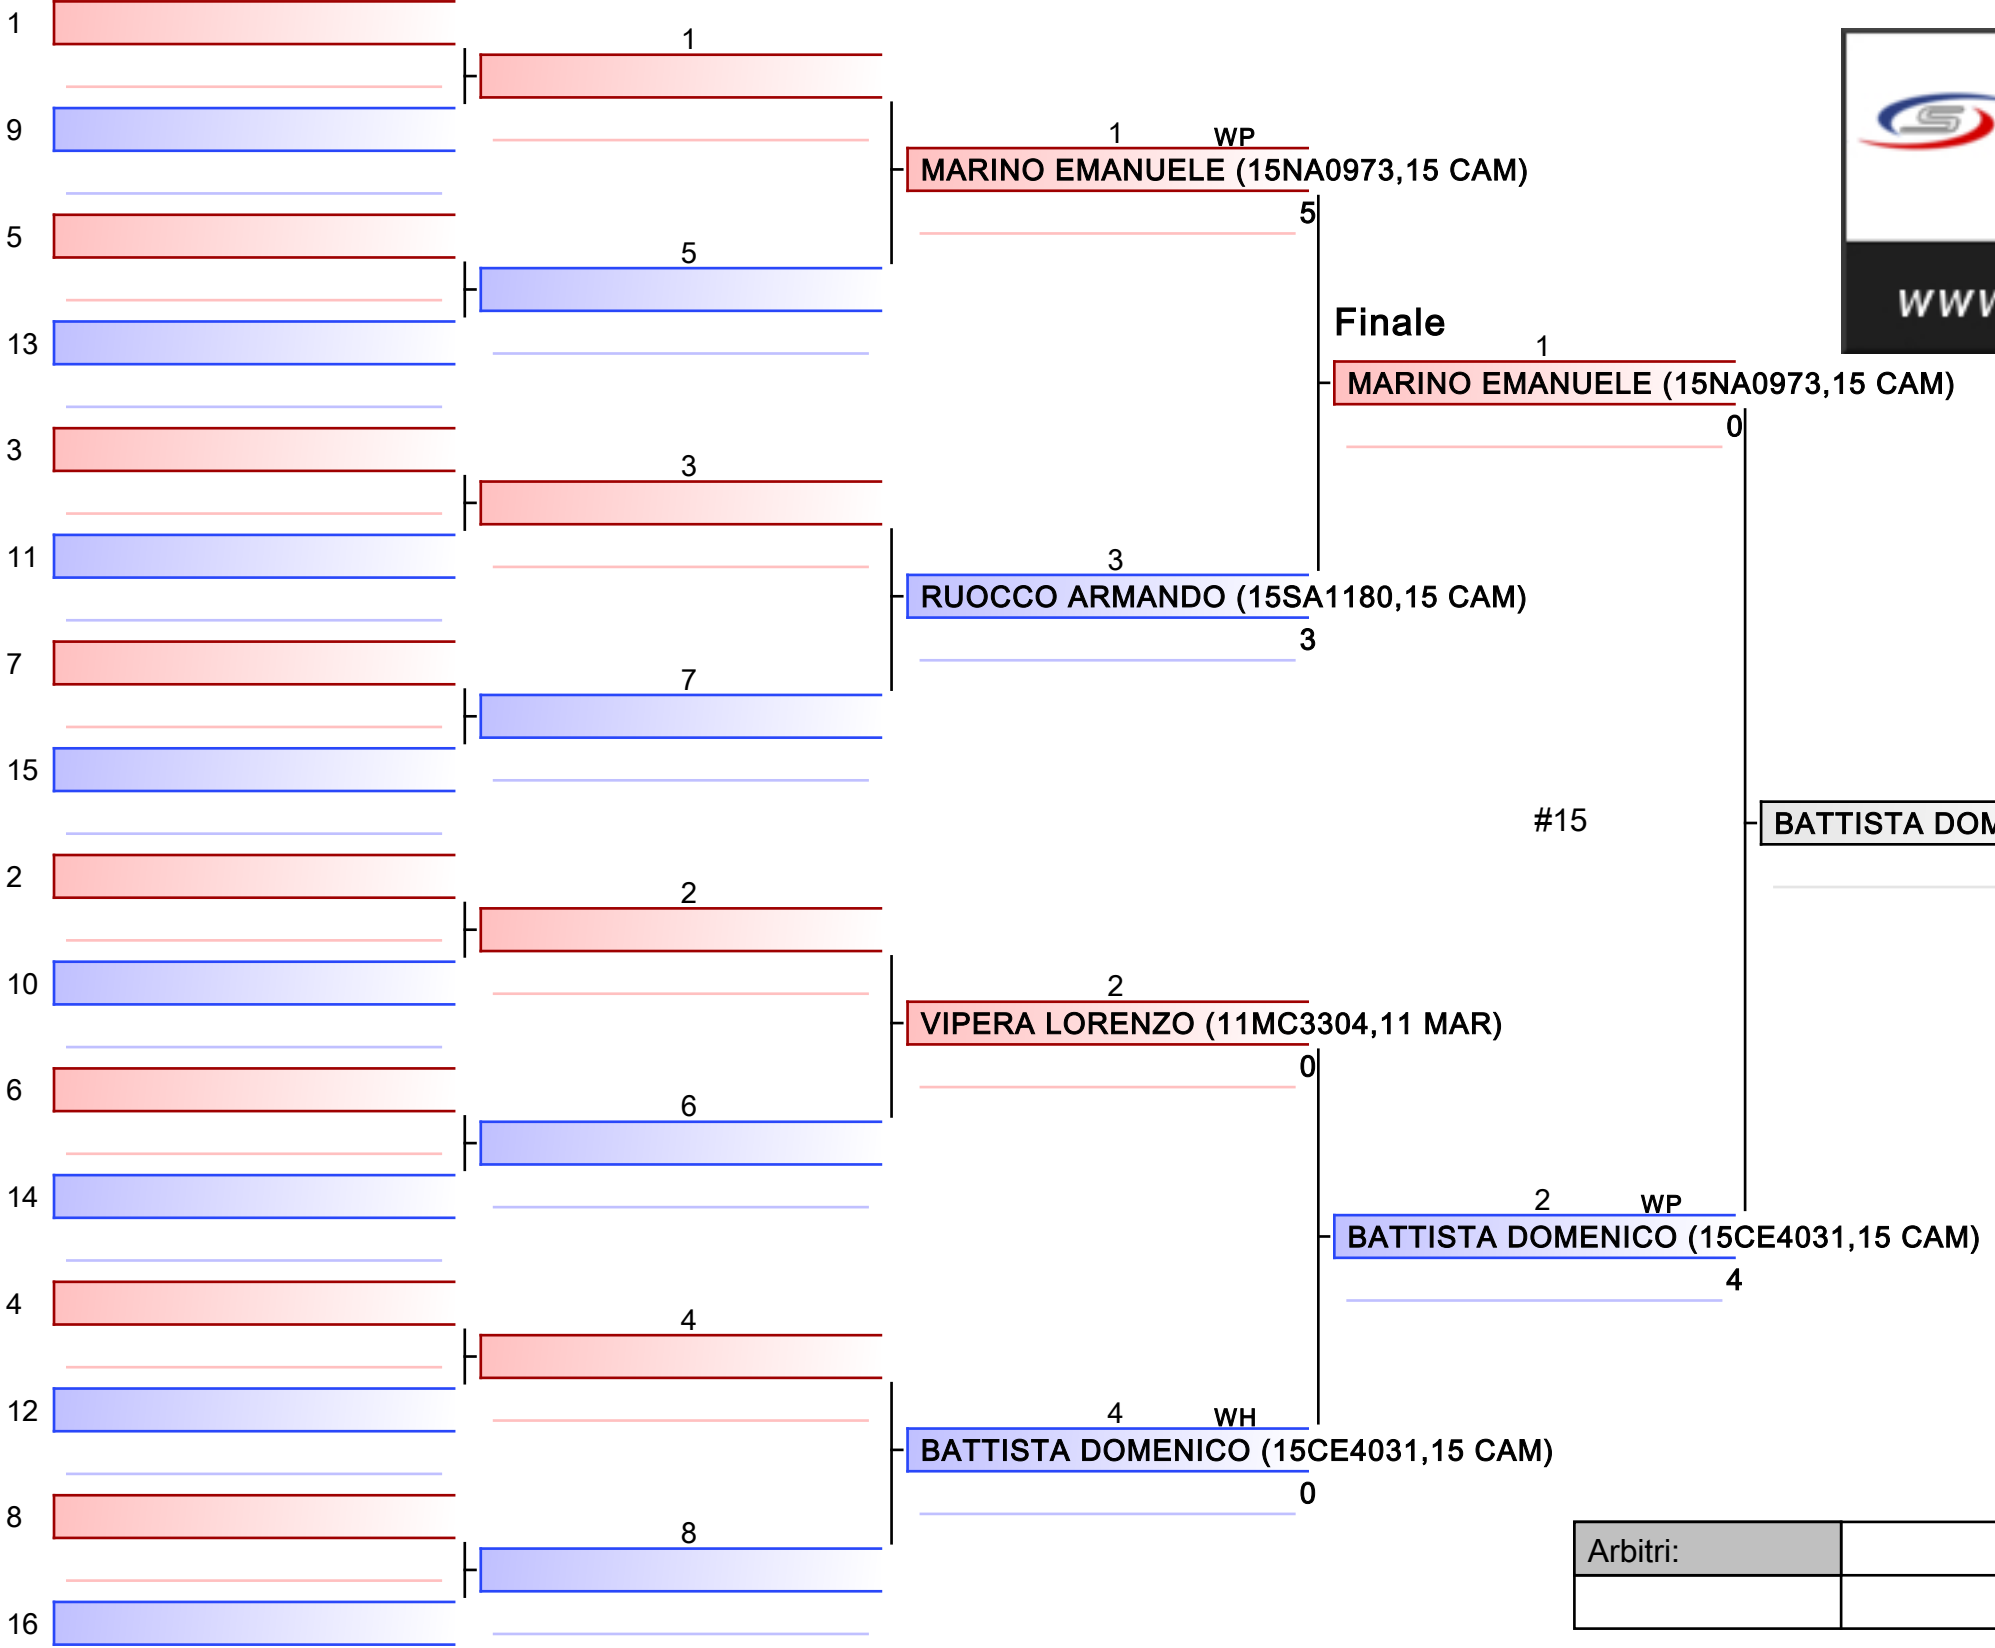 1
9
5
13
3
11
7
15
2
10
6
14
4
12
8
16
1
5
3
7
2
6
4
8
1 WP
MARINO EMANUELE (15NA0973,15 CAM)
5
3
RUOCCO ARMANDO (15SA1180,15 CAM)
3
2
VIPERA LORENZO (11MC3304,11 MAR)
0
4 WH
BATTISTA DOMENICO (15CE4031,15 CAM)
0
Finale
1
MARINO EMANUELE (15NA0973,15 CAM)
0
#15
2 WP
BATTISTA DOMENICO (15CE4031,15 CAM)
4
BATTISTA DOM
S
www
Arbitri: